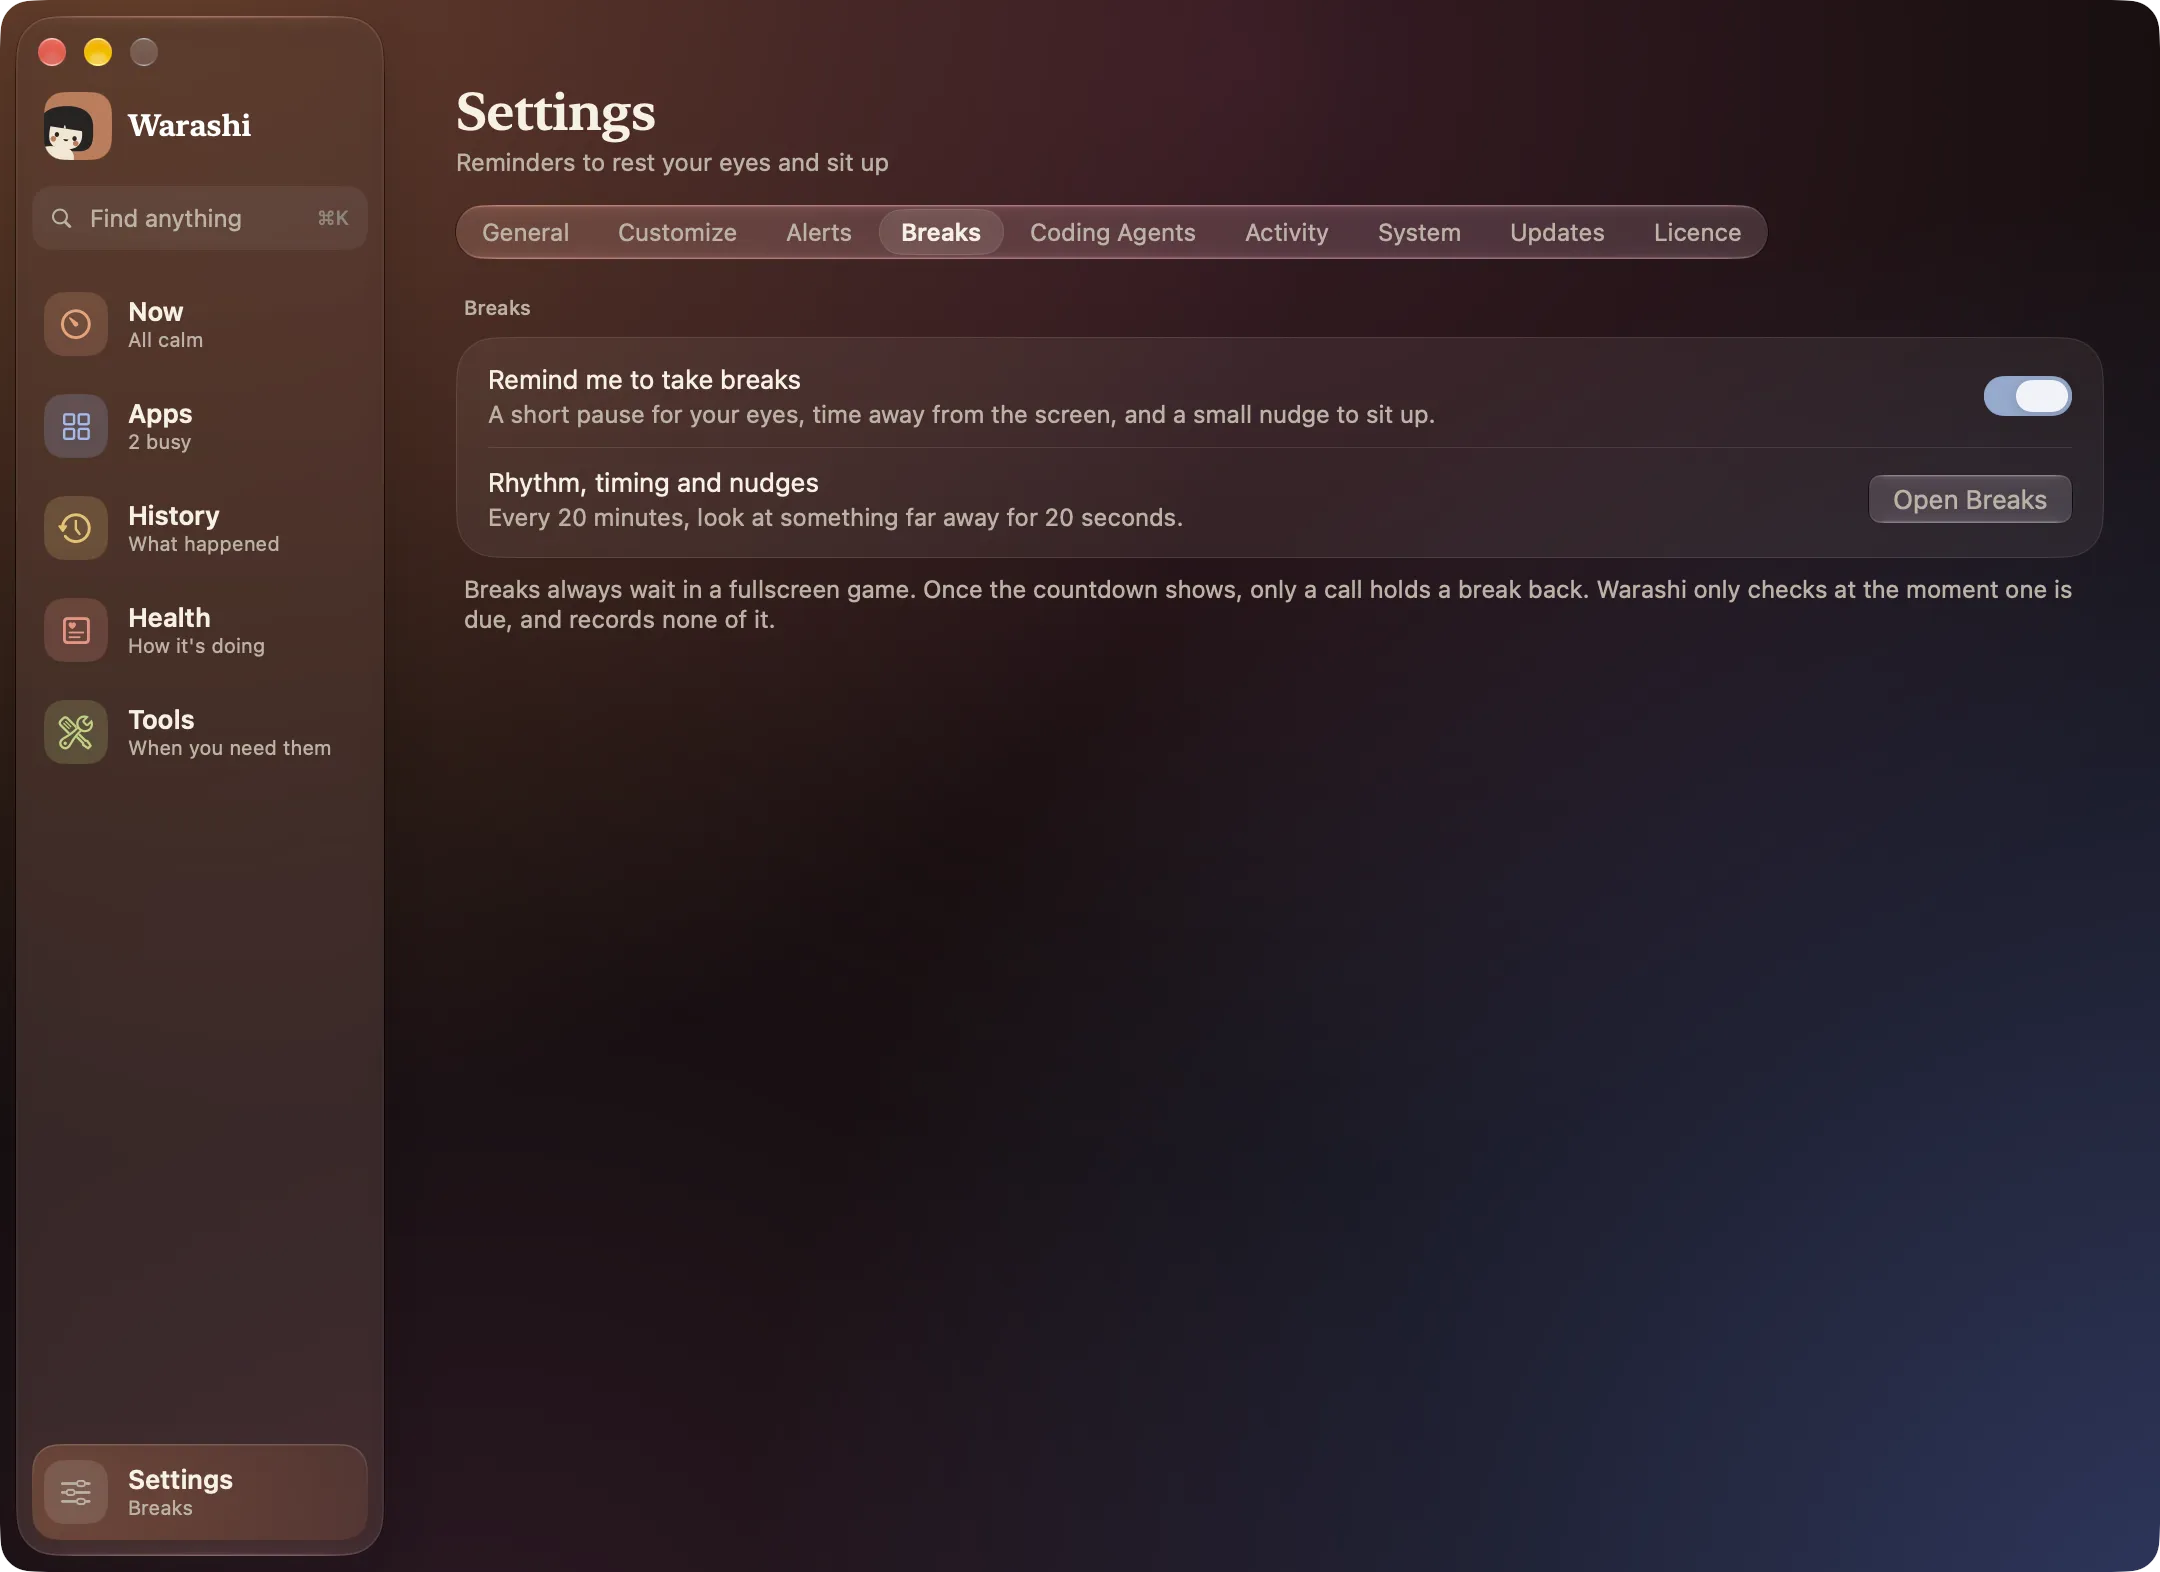 Warashi
Find anything ⌘K
Now
All calm
Apps
2 busy
History
What happened
Health
How it's doing
Tools
When you need them
Settings
Breaks
Settings
Reminders to rest your eyes and sit up
General Customize Alerts Breaks Coding Agents Activity System Updates Licence
Breaks
Remind me to take breaks
A short pause for your eyes, time away from the screen, and a small nudge to sit up.
Rhythm, timing and nudges
Every 20 minutes, look at something far away for 20 seconds.
Open Breaks
Breaks always wait in a fullscreen game. Once the countdown shows, only a call holds a break back. Warashi only checks at the moment one is
due, and records none of it.